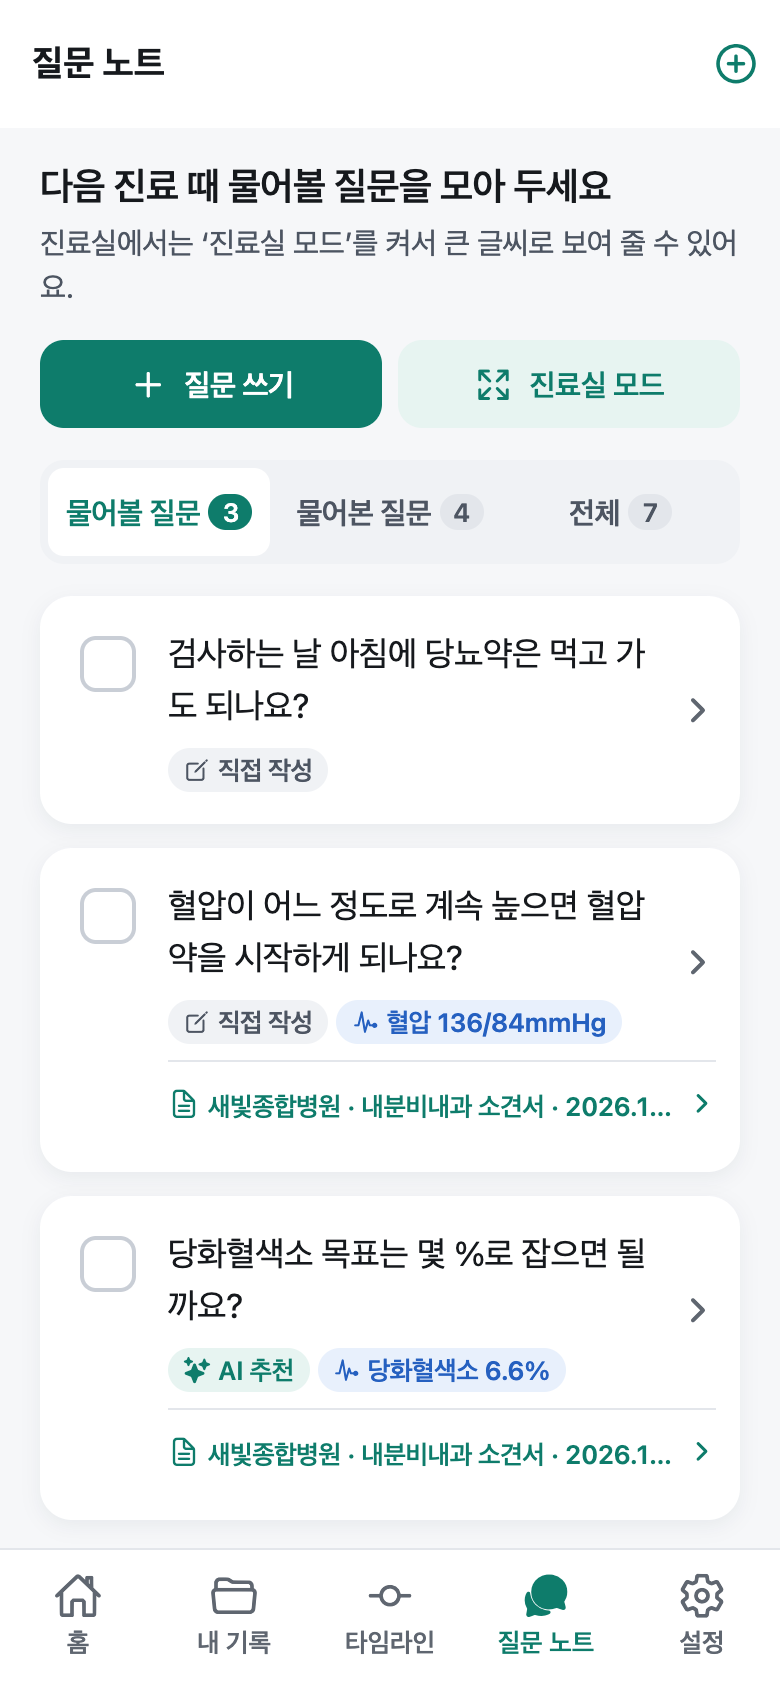 질문 노트
다음 진료 때 물어볼 질문을 모아 두세요
진료실에서는 ‘진료실 모드’를 켜서 큰 글씨로 보여 줄 수 있어
요.
질문 쓰기
진료실 모드
물어볼 질문 3
물어본 질문 4
전체 7
검사하는 날 아침에 당뇨약은 먹고 가
도 되나요?
직접 작성
혈압이 어느 정도로 계속 높으면 혈압
약을 시작하게 되나요?
직접 작성
혈압 136/84mmHg
새빛종합병원 · 내분비내과 소견서 · 2026.1...
당화혈색소 목표는 몇 %로 잡으면 될
까요?
AI 추천
당화혈색소 6.6%
새빛종합병원 · 내분비내과 소견서 · 2026.1...
홈
내 기록
타임라인
질문 노트
설정